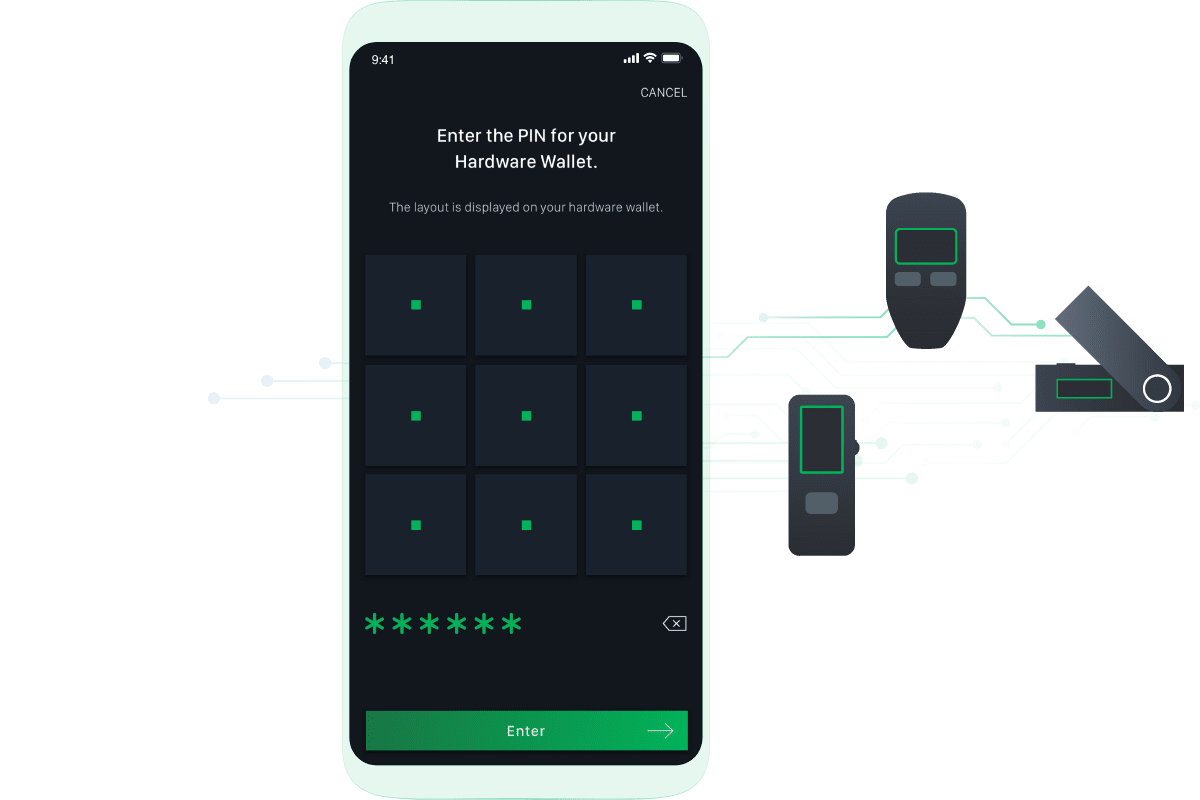 9:41
CANCEL
Enter the PIN for your
Hardware Wallet.
The layout is displayed on your hardware wallet.
******
Enter